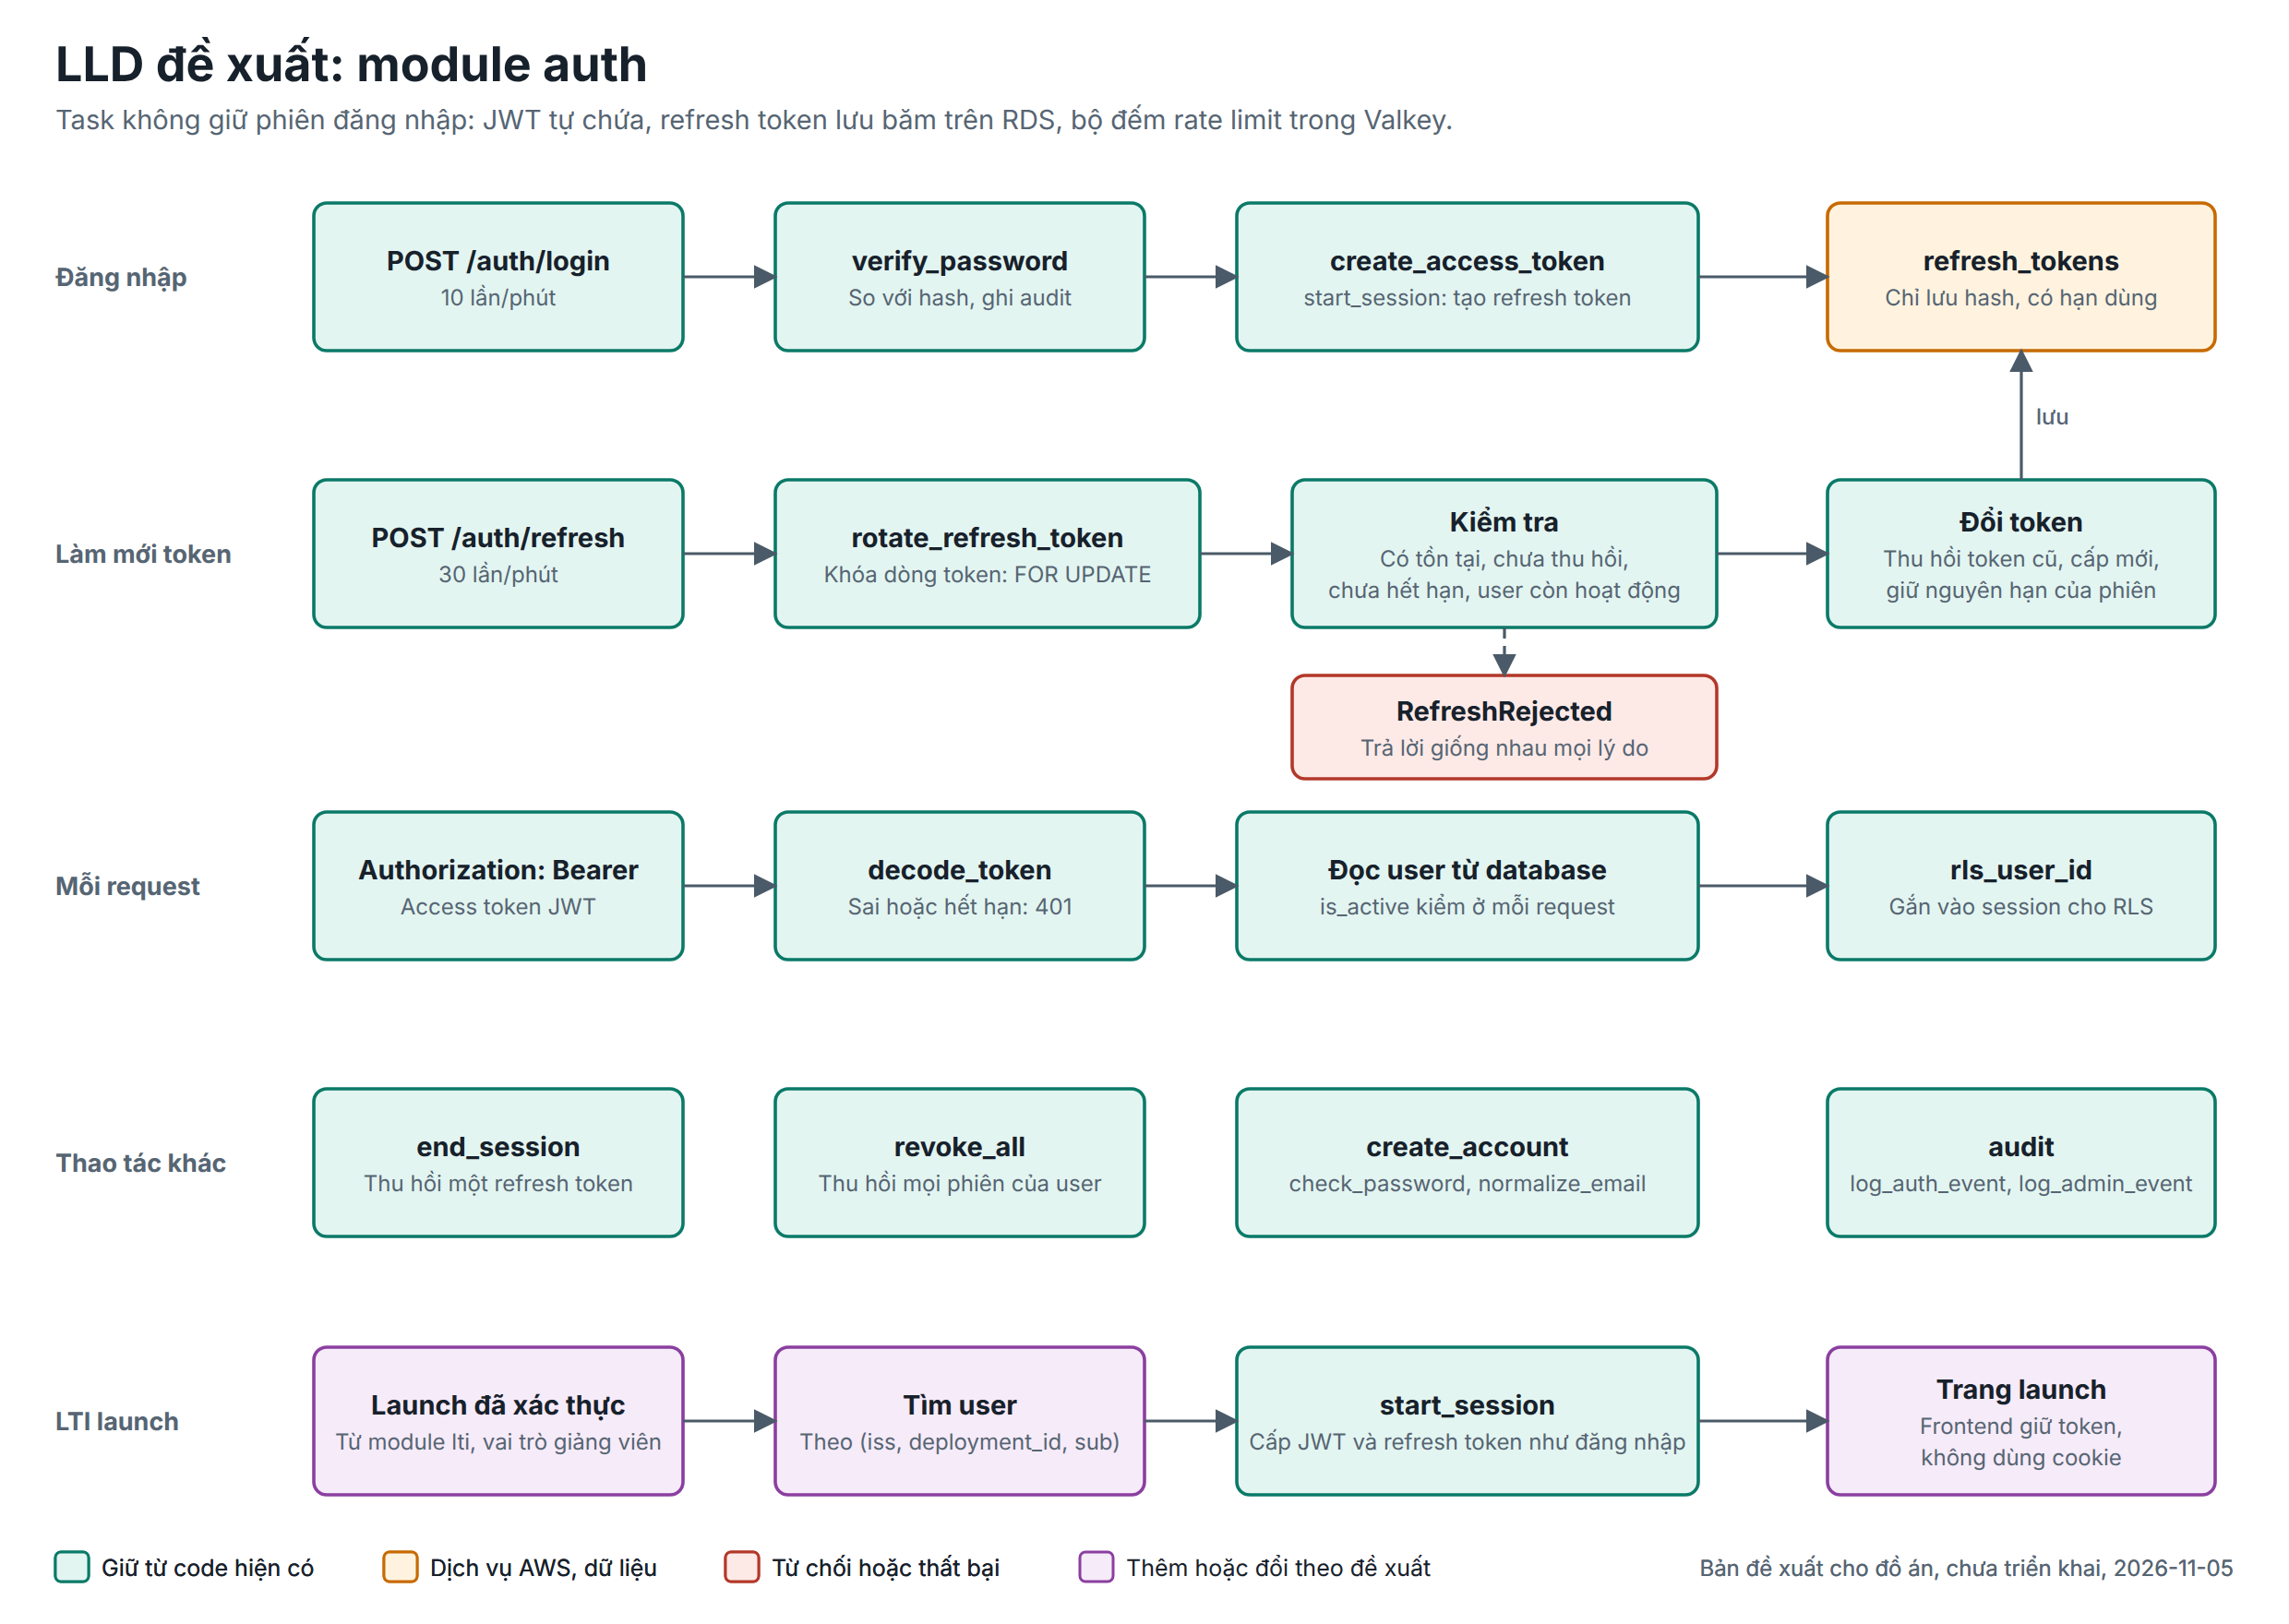 LLD đề xuất: module auth
Task không giữ phiên đăng nhập: JWT tự chứa, refresh token lưu băm trên RDS, bộ đếm rate limit trong Valkey.
Đăng nhập
POST /auth/login
10 lần/phút
verify_password
So với hash, ghi audit
create_access_token
start_session: tạo refresh token
refresh_tokens
Chỉ lưu hash, có hạn dùng
lưu
Làm mới token
POST /auth/refresh
30 lần/phút
rotate_refresh_token
Khóa dòng token: FOR UPDATE
Kiểm tra
Có tồn tại, chưa thu hồi,
chưa hết hạn, user còn hoạt động
Đổi token
Thu hồi token cũ, cấp mới,
giữ nguyên hạn của phiên
RefreshRejected
Trả lời giống nhau mọi lý do
Mỗi request
Authorization: Bearer
Access token JWT
decode_token
Sai hoặc hết hạn: 401
Đọc user từ database
is_active kiểm ở mỗi request
rls_user_id
Gắn vào session cho RLS
Thao tác khác
end_session
Thu hồi một refresh token
revoke_all
Thu hồi mọi phiên của user
create_account
check_password, normalize_email
audit
log_auth_event, log_admin_event
LTI launch
Launch đã xác thực
Từ module lti, vai trò giảng viên
Tìm user
Theo (iss, deployment_id, sub)
start_session
Cấp JWT và refresh token như đăng nhập
Trang launch
Frontend giữ token,
không dùng cookie
Giữ từ code hiện có
Dịch vụ AWS, dữ liệu
Từ chối hoặc thất bại
Thêm hoặc đổi theo đề xuất
Bản đề xuất cho đồ án, chưa triển khai, 2026-11-05